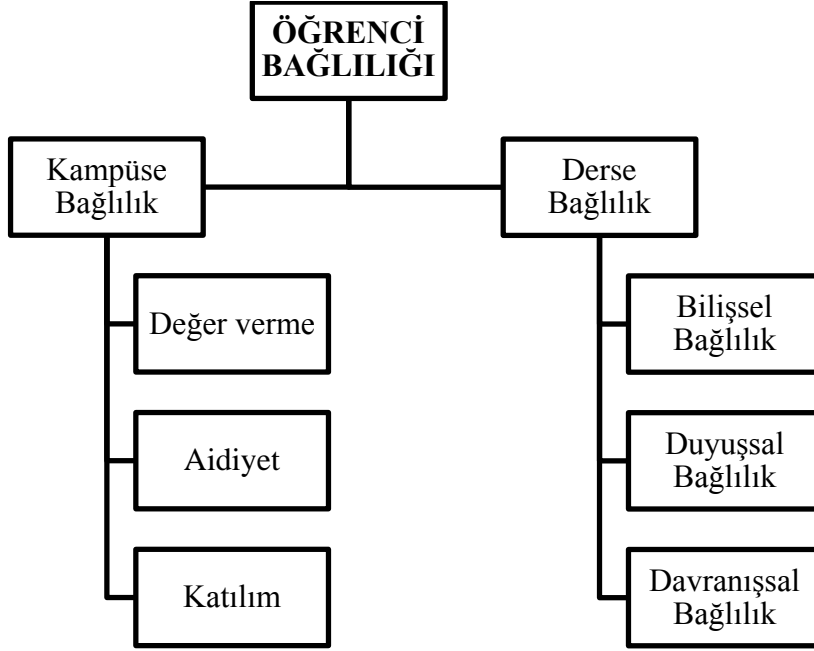 ÖĞRENCİ
BAĞLILIĞI
Kampüse
Bağlılık
Derse
Bağlılık
Değer verme
Aidiyet
Katılım
Bilişsel
Bağlılık
Duyuşsal
Bağlılık
Davranışsal
Bağlılık